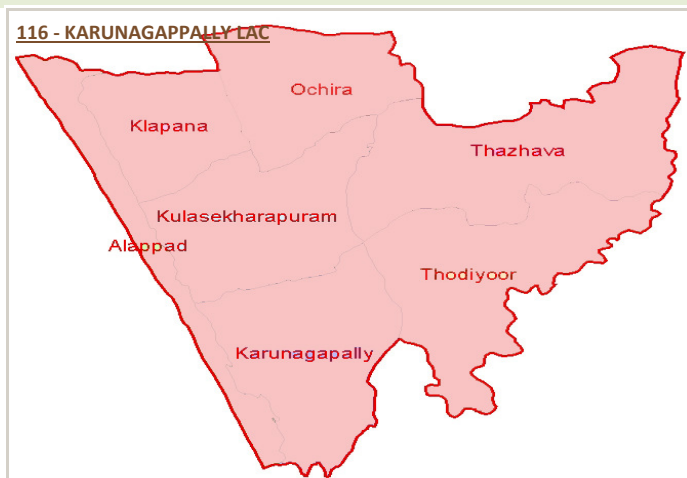 116 - KARUNAGAPPALLY LAC
Ochira
Klapana
Thazhava
Kulasekharapuram
Alappad
Thodiyoor
Karunagapally